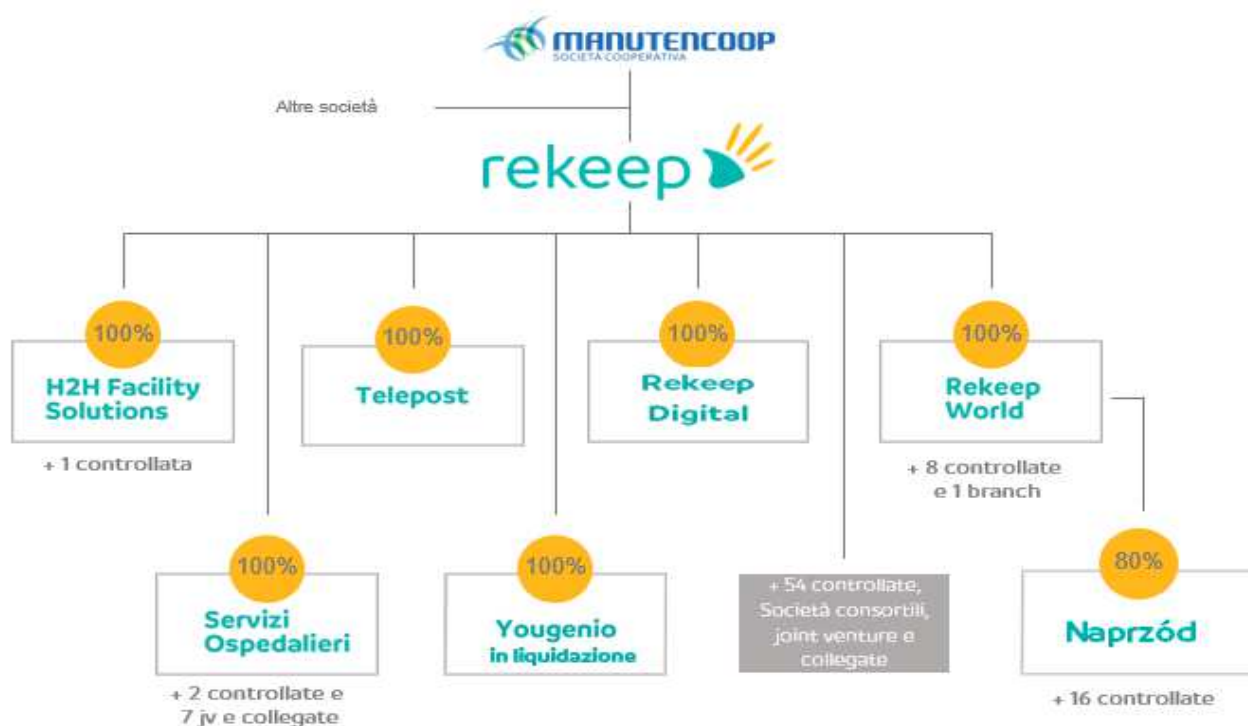 MANUTENCOOP
SOCIETÀ COOPERATIVA
Altre società
rekeep
100%
H2H Facility
Solutions
+ 1 controllata
100%
Telepost
100%
Rekeep
Digital
100%
Rekeep
World
+ 8 controllate
e 1 branch
100%
Servizi
Ospedalieri
+ 2 controllate e
7 jv e collegate
100%
Yougenio
in liquidazione
+ 54 controllate,
Società consortili,
joint venture e
collegate
80%
Naprzód
+ 16 controllate